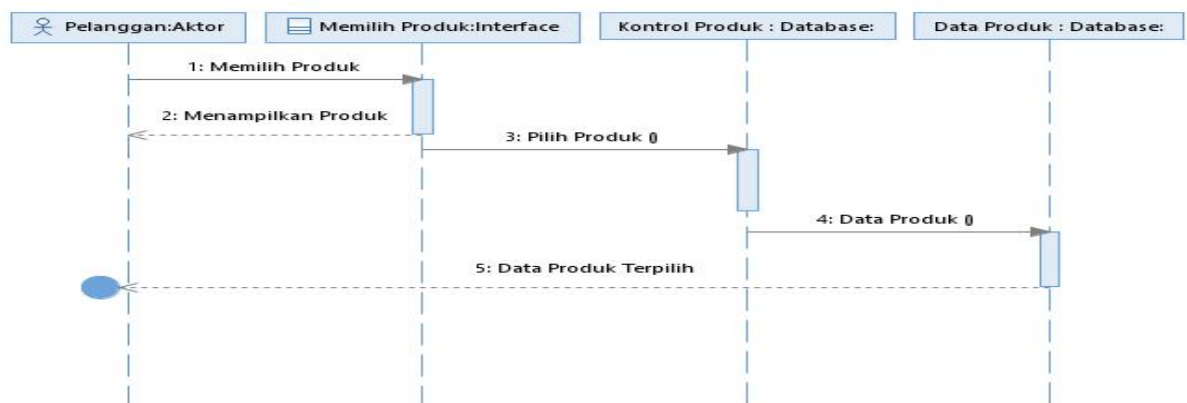 Pelanggan:Aktor
Memilih Produk:Interface
Kontrol Produk : Database:
Data Produk : Database:
1: Memilih Produk
2: Menampilkan Produk
3: Pilih Produk ()
4: Data Produk ()
5: Data Produk Terpilih